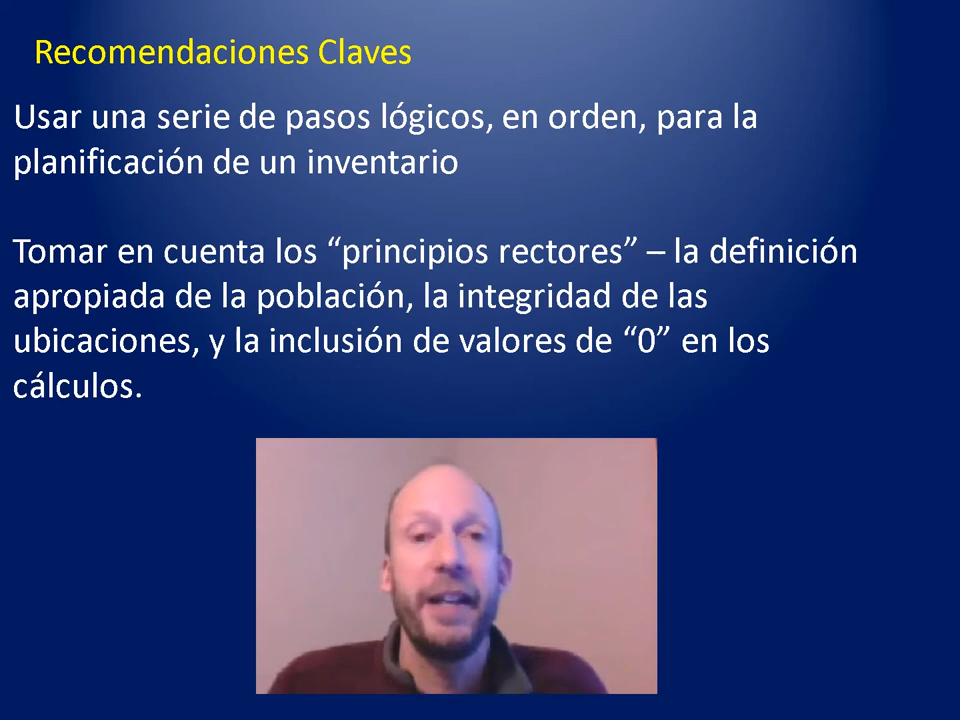 Recomendaciones Claves
Usar una serie de pasos lógicos, en orden, para la
planificación de un inventario
Tomar en cuenta los “principios rectores” – la definición
apropiada de la población, la integridad de las
ubicaciones, y la inclusión de valores de “0” en los
cálculos.